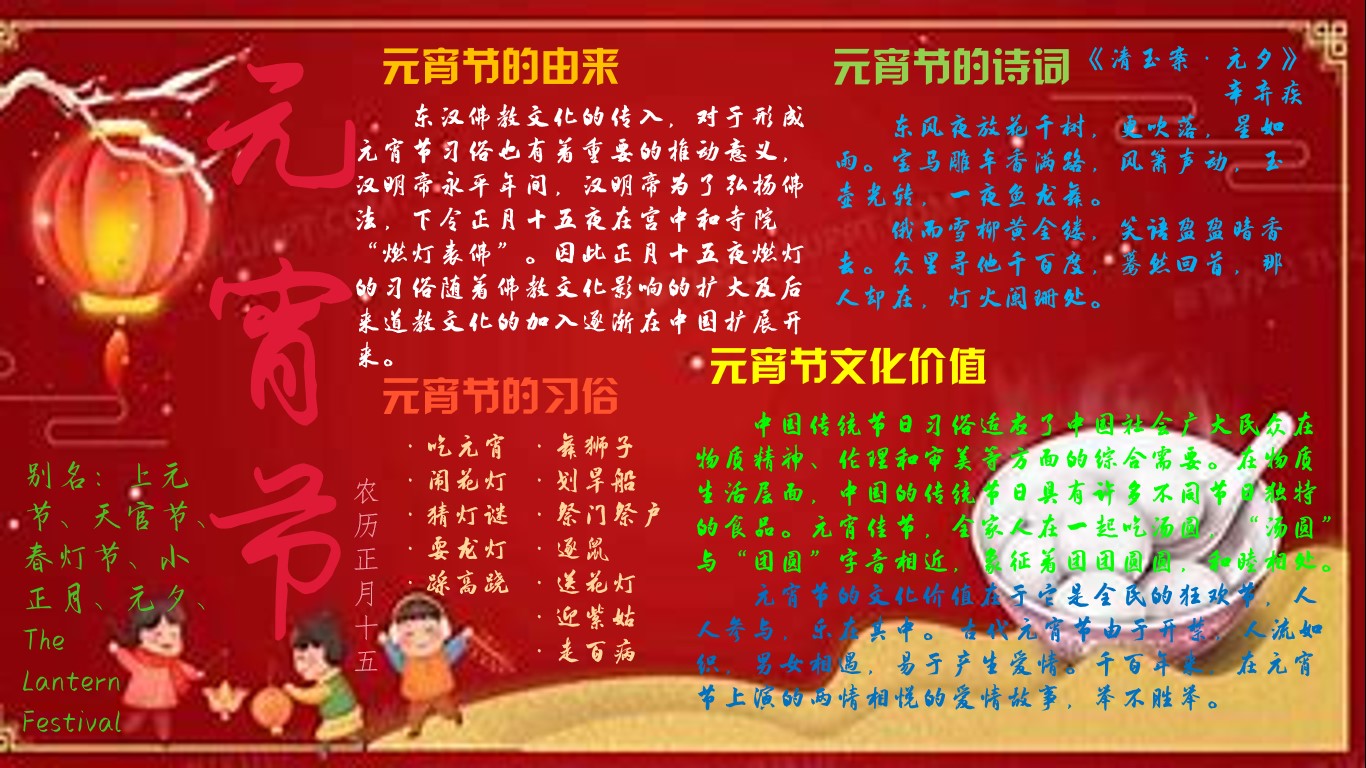 元
宵
节
农历正月十五
别名：上元
节、天官节、
春灯节、小
正月、元夕、
The
Lantern
Festival
元宵节的由来
东汉佛教文化的传入，对于形成
元宵节习俗也有着重要的推动意义，
汉明帝永平年间，汉明帝为了弘杨佛
法，下令正月十五夜在宫中和寺院
“燃灯表佛”。因此正月十五夜燃灯
的习俗随着佛教文化影响的扩大及后
来道教文化的加入逐渐在中国扩展开
来。
元宵节的习俗
· 吃元宵
· 闹花灯
· 猜灯谜
· 耍龙灯
· 踩高跷
· 舞狮子
· 划旱船
· 祭门祭户
· 逐鼠
· 送花灯
· 迎紫姑
· 走百病
元宵节的诗词
《清玉案·元夕》
辛弃疾
东风夜放花千树，更吹落，星如
雨。宝马雕车香满路，风箫声动，玉
壶光转，一夜鱼龙舞。
俄而雪柳黄金缕，笑语盈盈暗香
去。众里寻他千百度，蓦然回首，那
人却在，灯火阑珊处。
元宵节文化价值
中国传统节日习俗适应了中国社会广大民众在
物质精神、伦理和审美等方面的综合需要。在物质
生活层面，中国的传统节日具有许多不同节日独特
的食品。元宵佳节，全家人在一起吃汤圆，“汤圆”
与“团圆”字音相近，象征着团团圆圆，和睦相处。
元宵节的文化价值在于它是全民的狂欢节，人
人参与，乐在其中。古代元宵节由于开禁，人流如
织，男女相遇，易于产生爱情。千百年来，在元宵
节上演的两情相悦的爱情故事，举不胜举。